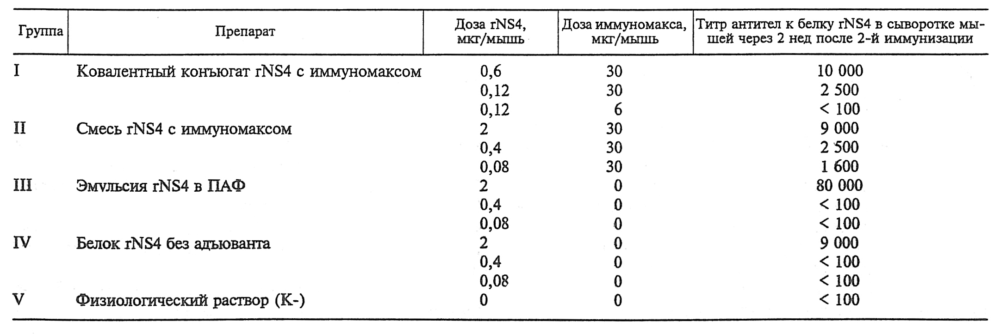 Группа Препарат Доза rNS4, мкг/мышь Доза иммуномакса, мкг/мышь Титр антител к белку rNS4 в сыворотке мы-
шей через 2 нед после 2-й иммунизации
I Ковалентный конъюгат rNS4 с иммуномаксом 0,6 30 10 000
0,12 30 2 500
0,12 6 < 100
II Смесь rNS4 с иммуномаксом 2 30 9 000
0,4 30 2 500
0,08 30 1 600
III Эмульсия rNS4 в ПАФ 2 0 80 000
0,4 0 < 100
0,08 0 < 100
IV Белок rNS4 без адъюванта 2 0 9 000
0,4 0 < 100
0,08 0 < 100
V Физиологический раствор (К-) 0 0 < 100